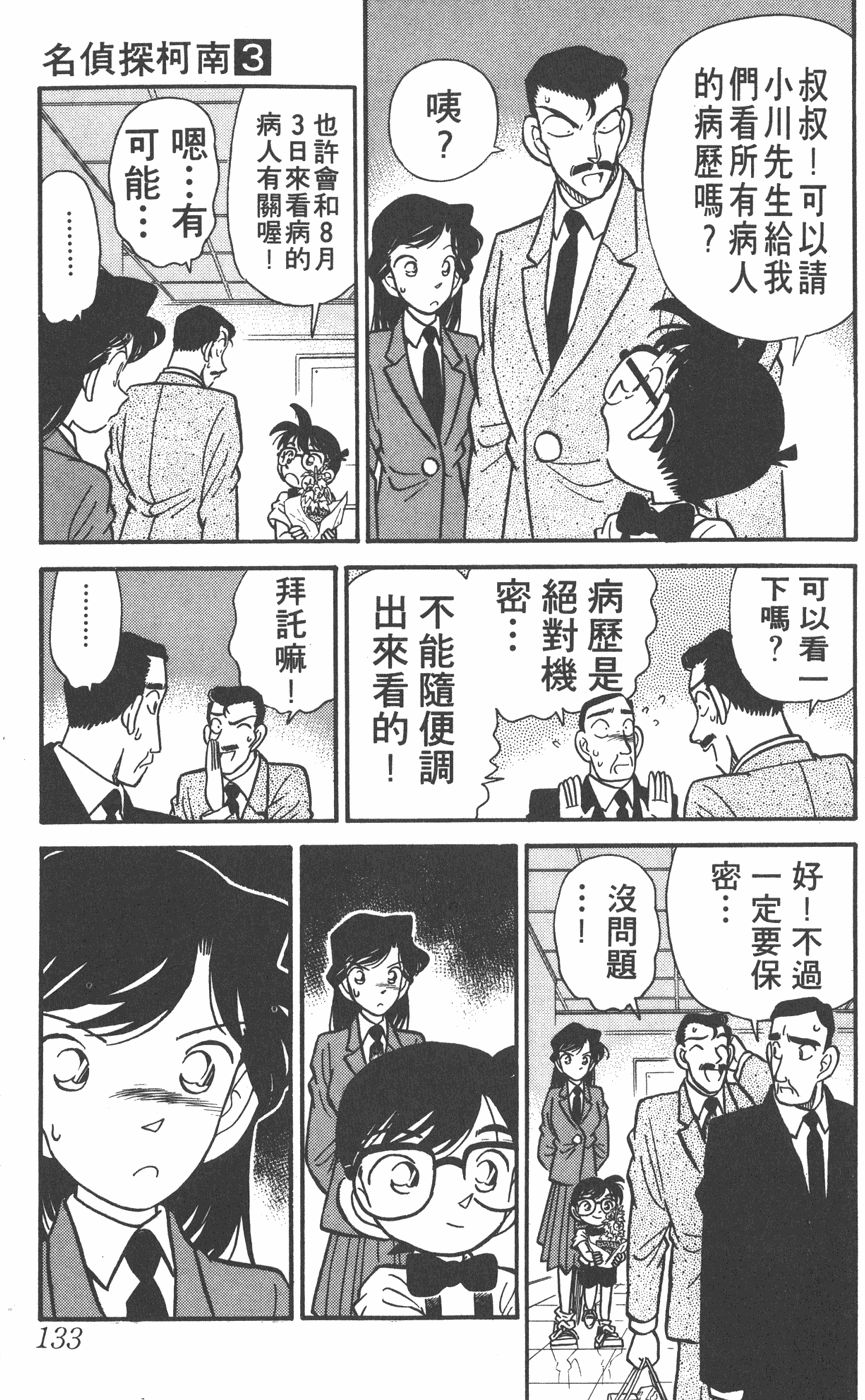 名偵探柯南3
叔叔！可以請
小川先生給我
們看所有病人
的病歷嗎？
咦？
也許會和8月
3日來看病的
病人有關喔！
嗯…有
可能…
……
可以看一
下嗎？
病歷是
絕對機
密…
不能隨便調
出來看的！
拜託嘛！
……
好！不過
一定要保
密…
沒問題
…！
133